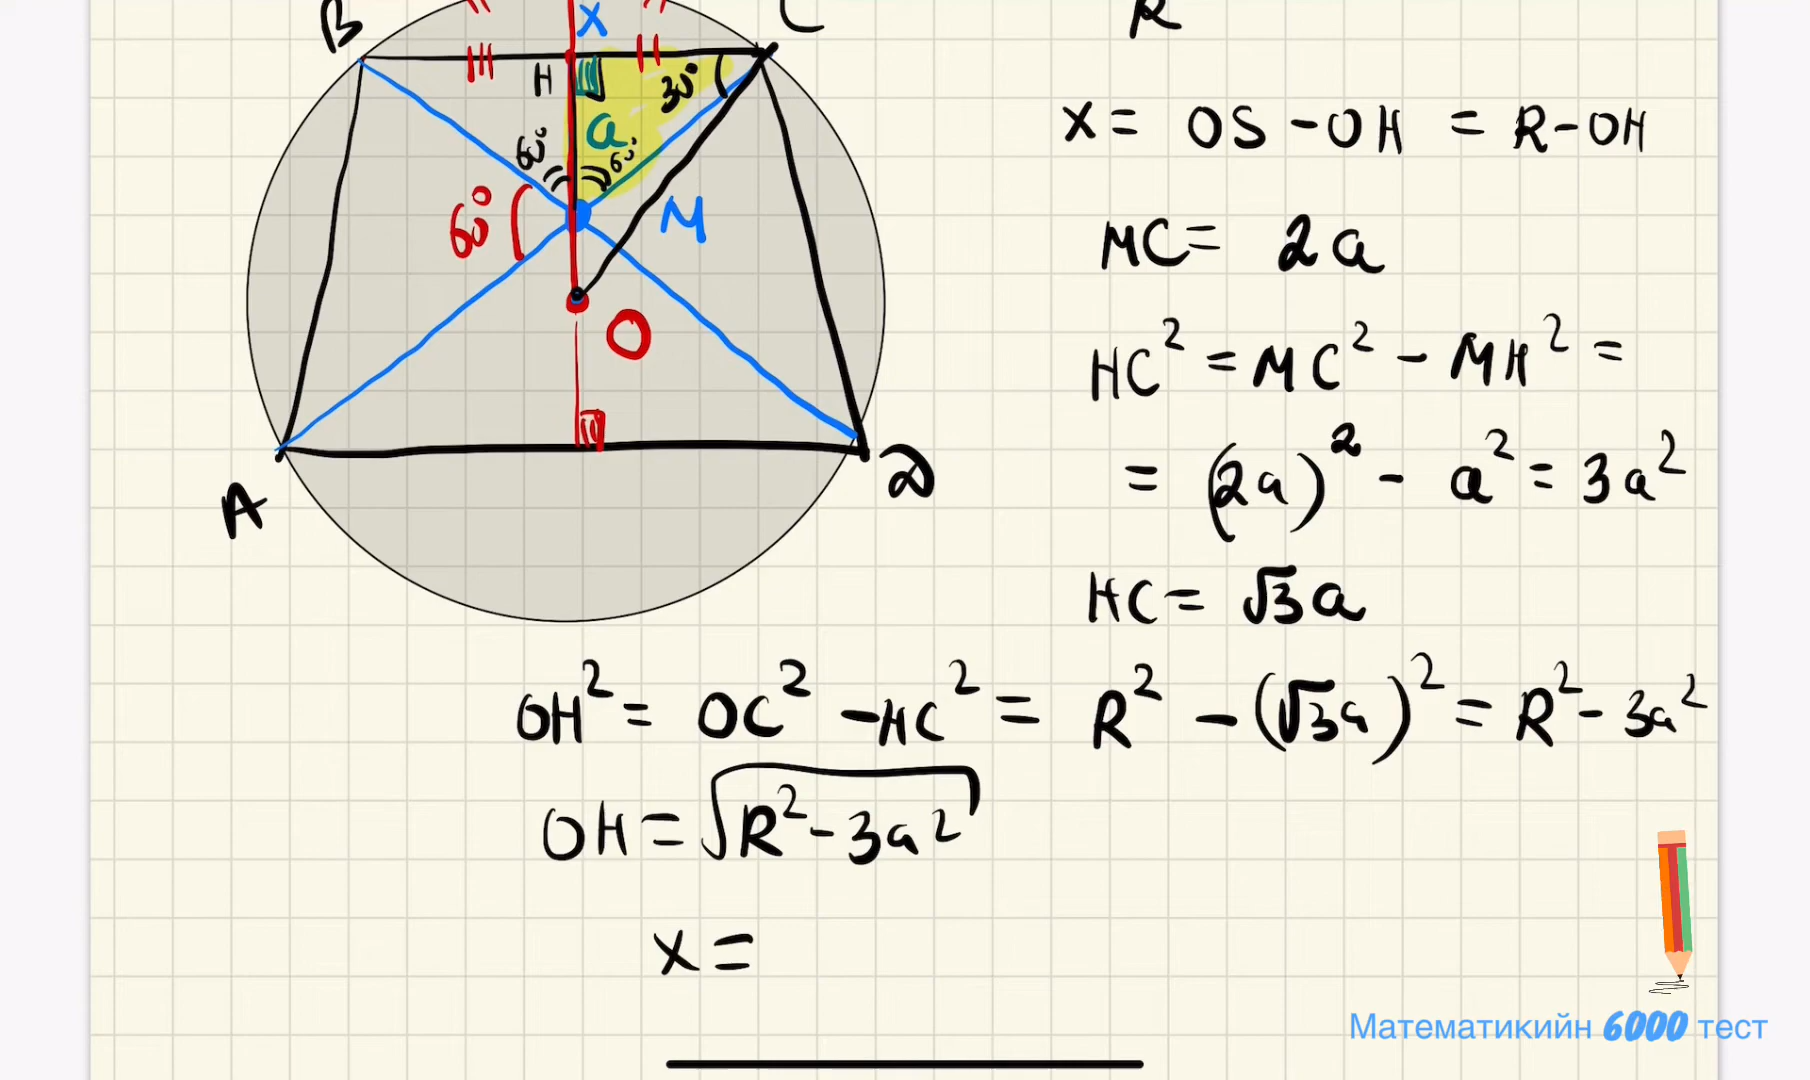 B
X
C
R
H
30°
a
60°
60°
60°
M
O
A
D
X = OS - OH = R - OH
MC = 2a
HC² = MC² - MH² =
= (2a)² - a² = 3a²
HC = √3a
OH² = OC² - HC² = R² - (√3a)² = R² - 3a²
OH = √R² - 3a²
X =
Математикийн 6000 тест